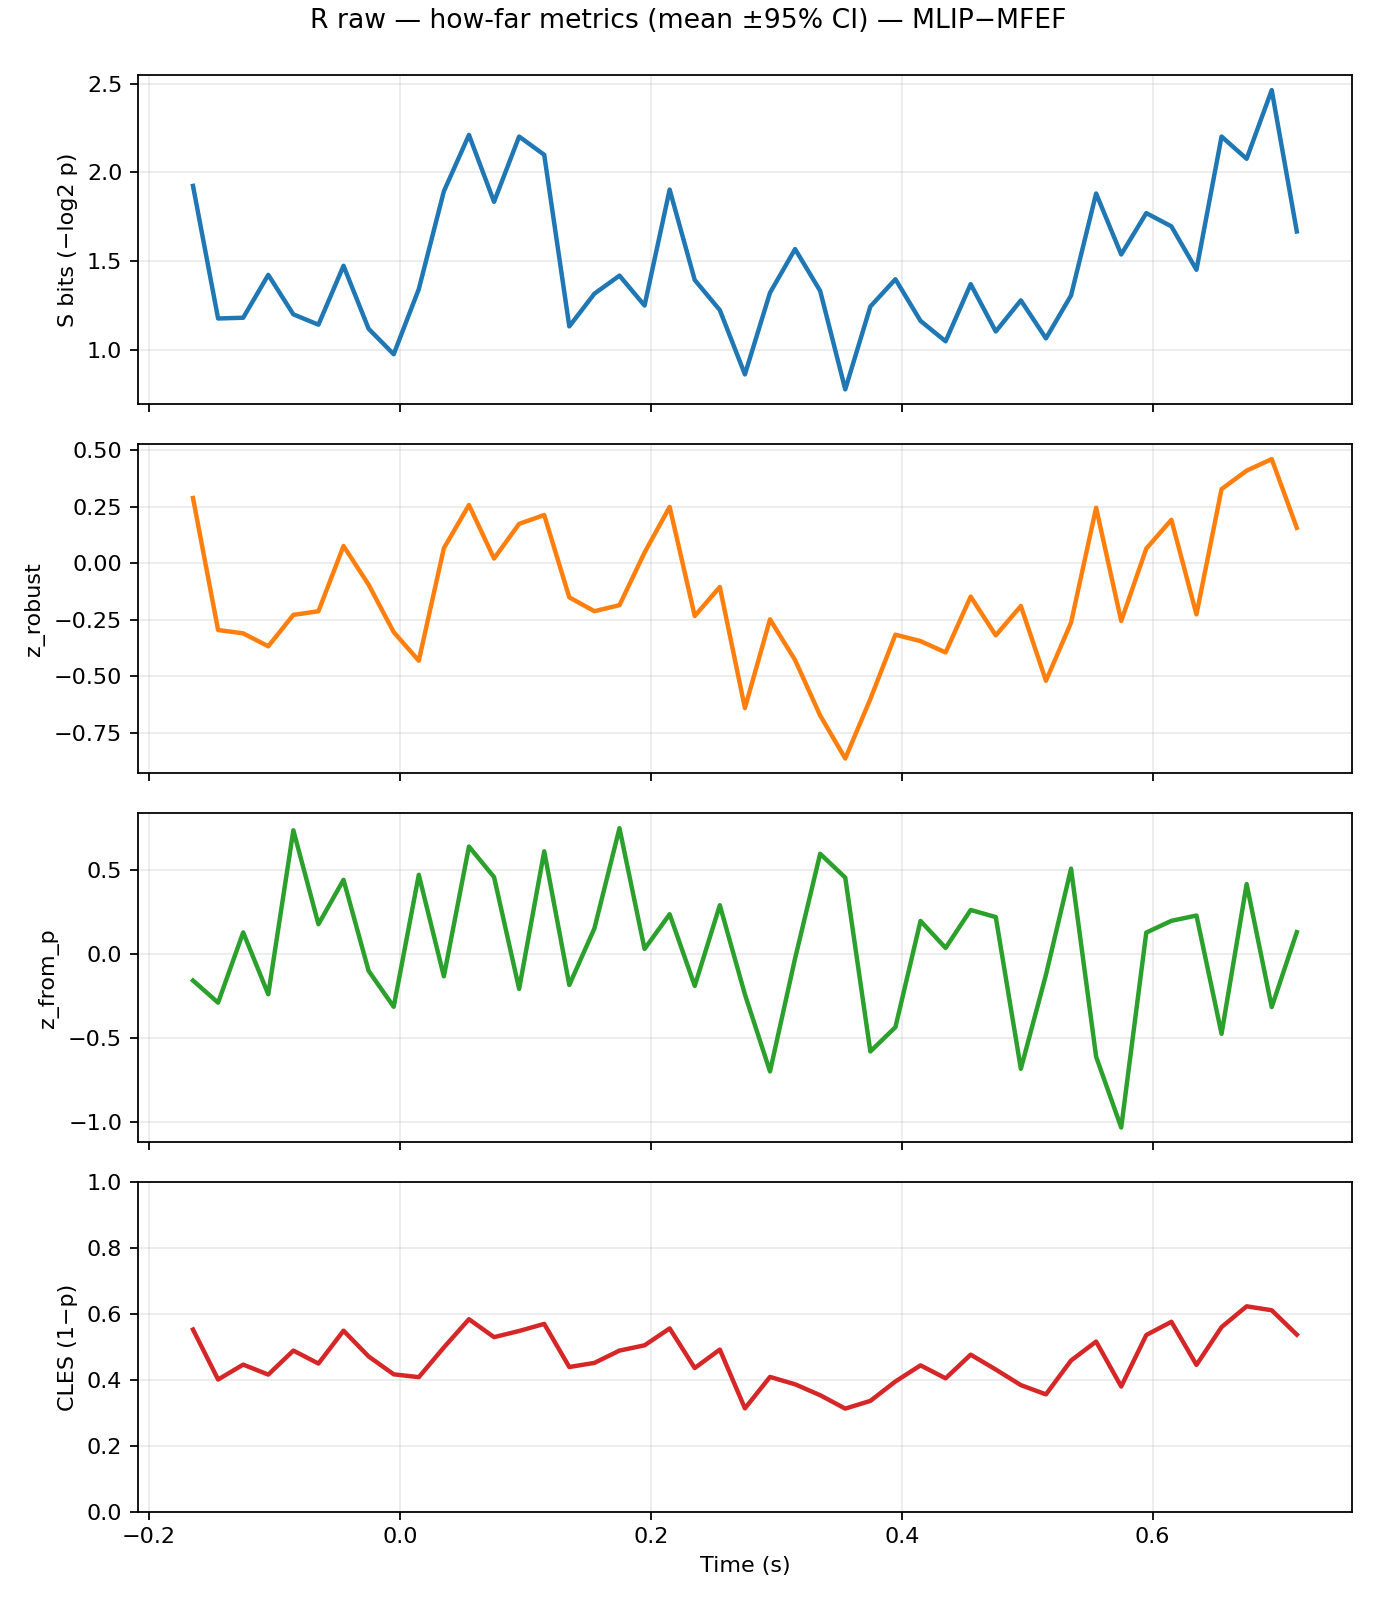 R raw — how-far metrics (mean ±95% CI) — MLIP−MFEF
S bits (−log2 p)
2.5
2.0
1.5
1.0
z_robust
0.50
0.25
0.00
−0.25
−0.50
−0.75
z_from_p
0.5
0.0
−0.5
−1.0
CLES (1−p)
1.0
0.8
0.6
0.4
0.2
0.0
−0.2 0.0 0.2 0.4 0.6
Time (s)